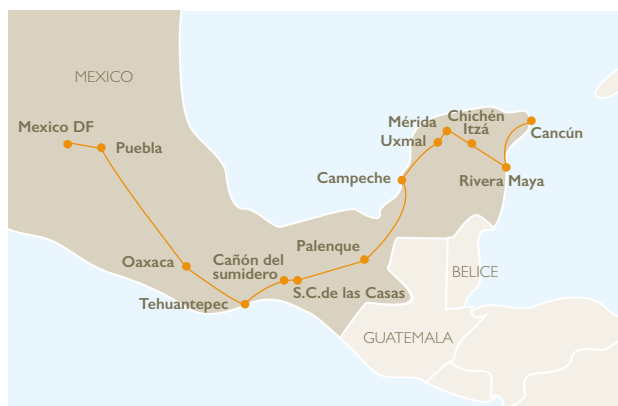 MEXICO
Mexico DF
Puebla
Oaxaca
Tehuantepec
Cañón del
sumidero
S.C.de las Casas
Palenque
Campeche
Uxmal
Mérida
Chichén
Itzá
Rivera Maya
Cancún
BELICE
GUATEMALA